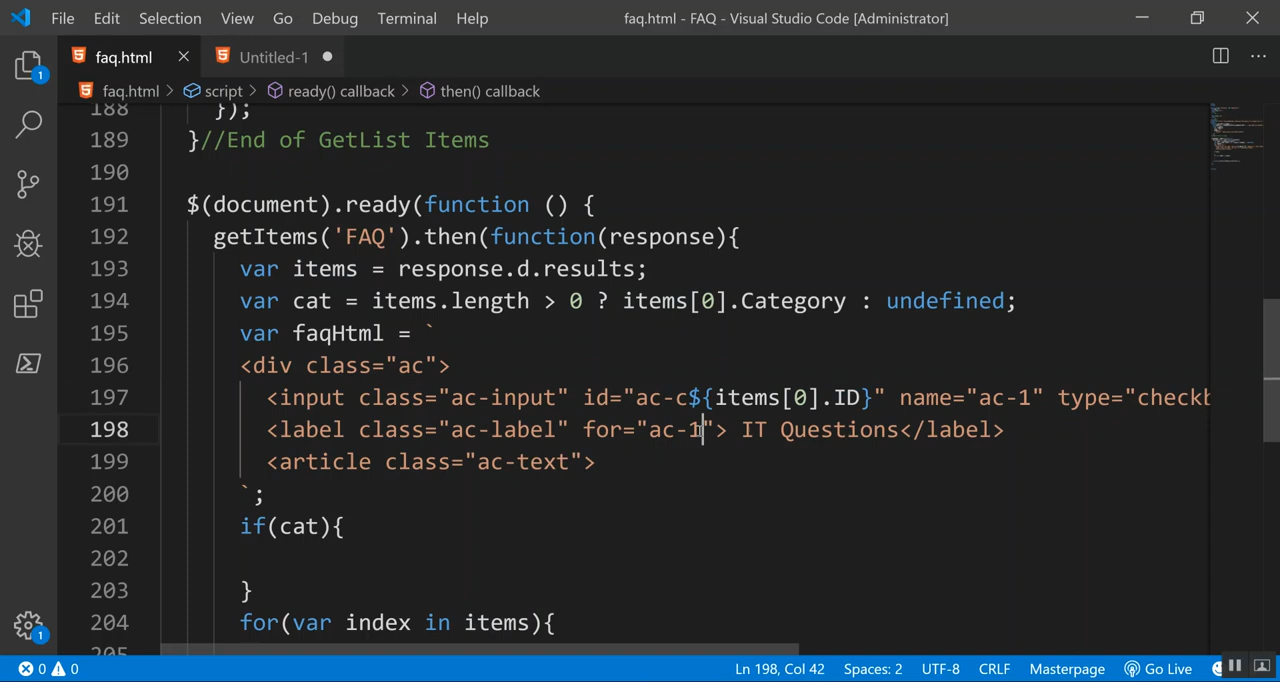 File Edit Selection View Go Debug Terminal Help faq.html - FAQ - Visual Studio Code [Administrator]
faq.html Untitled-1
faq.html > script > ready() callback > then() callback
1
188 });
189 }//End of GetList Items
190
191 $(document).ready(function () {
192 getItems('FAQ').then(function(response){
193 var items = response.d.results;
194 var cat = items.length > 0 ? items[0].Category : undefined;
195 var faqHtml = `
196 <div class="ac">
197 <input class="ac-input" id="ac-c${items[0].ID}" name="ac-1" type="checkb
198 <label class="ac-label" for="ac-1"> IT Questions</label>
199 <article class="ac-text">
200 `;
201 if(cat){
202
203 }
204 for(var index in items){
205
1
0 0 Ln 198, Col 42 Spaces: 2 UTF-8 CRLF Masterpage Go Live